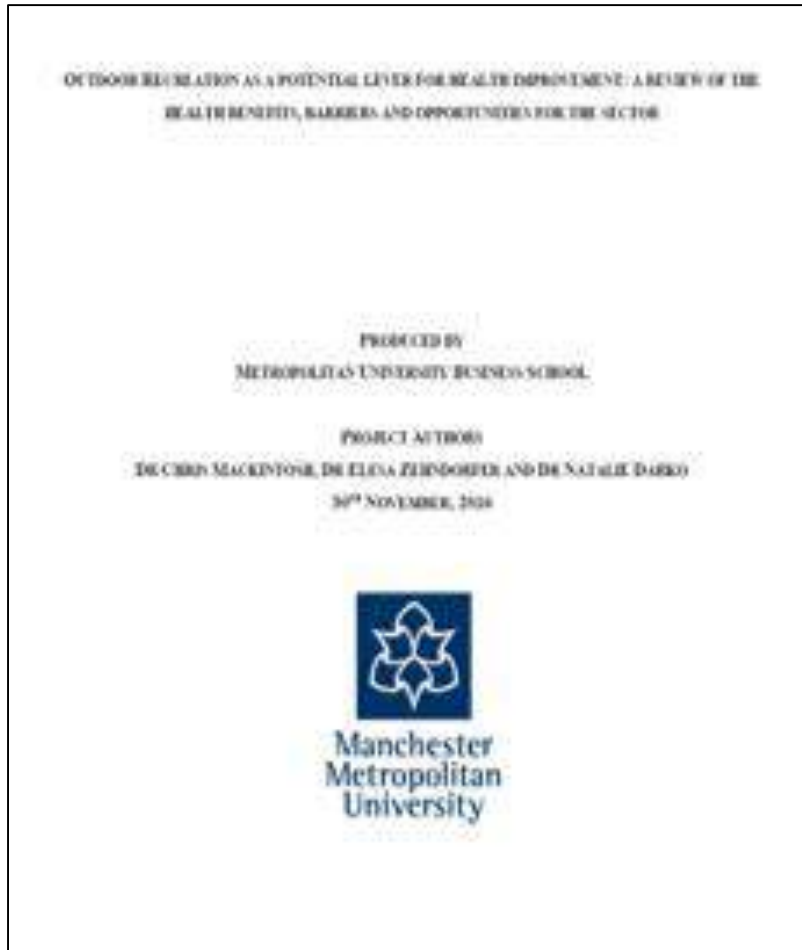 OUTDOOR RECREATION AS A POTENTIAL LEVER FOR HEALTH IMPROVEMENT: A REVIEW OF THE
HEALTH BENEFITS, BARRIERS AND OPPORTUNITIES FOR THE SECTOR
PRODUCED BY
METROPOLITAN UNIVERSITY BUSINESS SCHOOL
PROJECT AUTHORS
DR CHRIS MACKINTOSH, DR ELESA ZEHNDORFER AND DR NATALIE DARKO
NOVEMBER, 2016
Manchester
Metropolitan
University